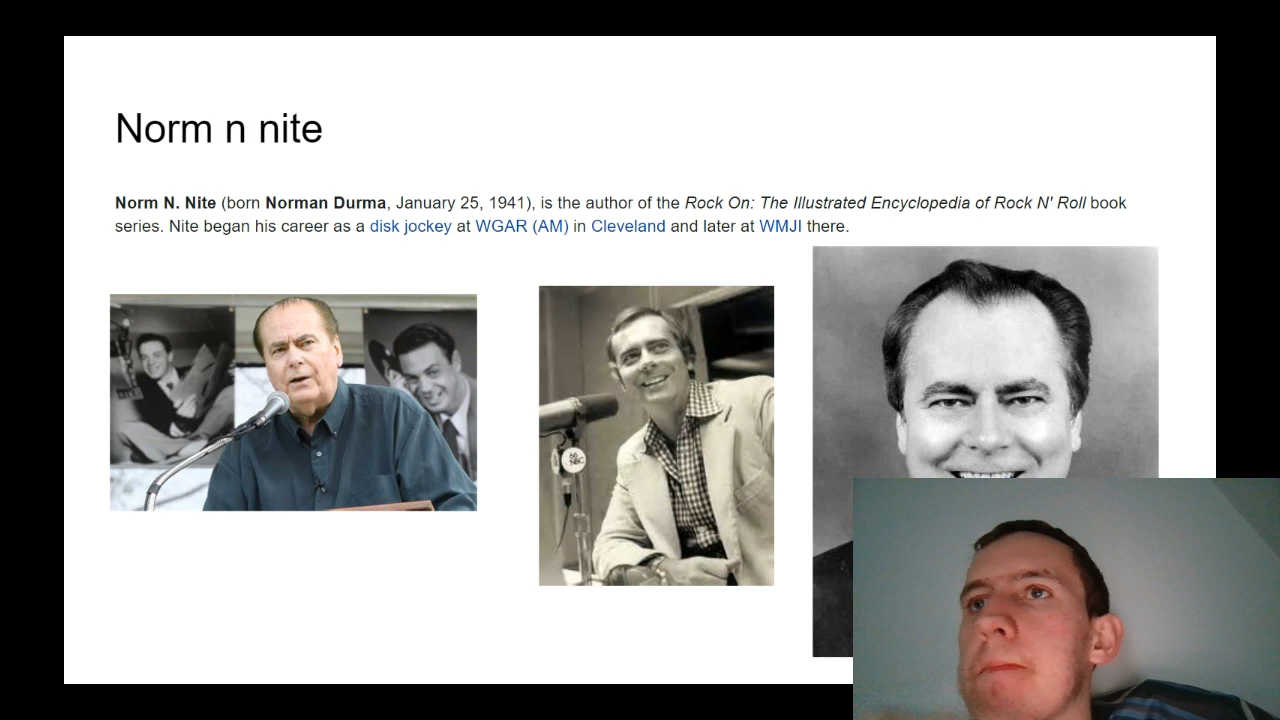 Norm n nite
Norm N. Nite (born Norman Durma, January 25, 1941), is the author of the Rock On: The Illustrated Encyclopedia of Rock N' Roll book
series. Nite began his career as a disk jockey at WGAR (AM) in Cleveland and later at WMJI there.
NBC